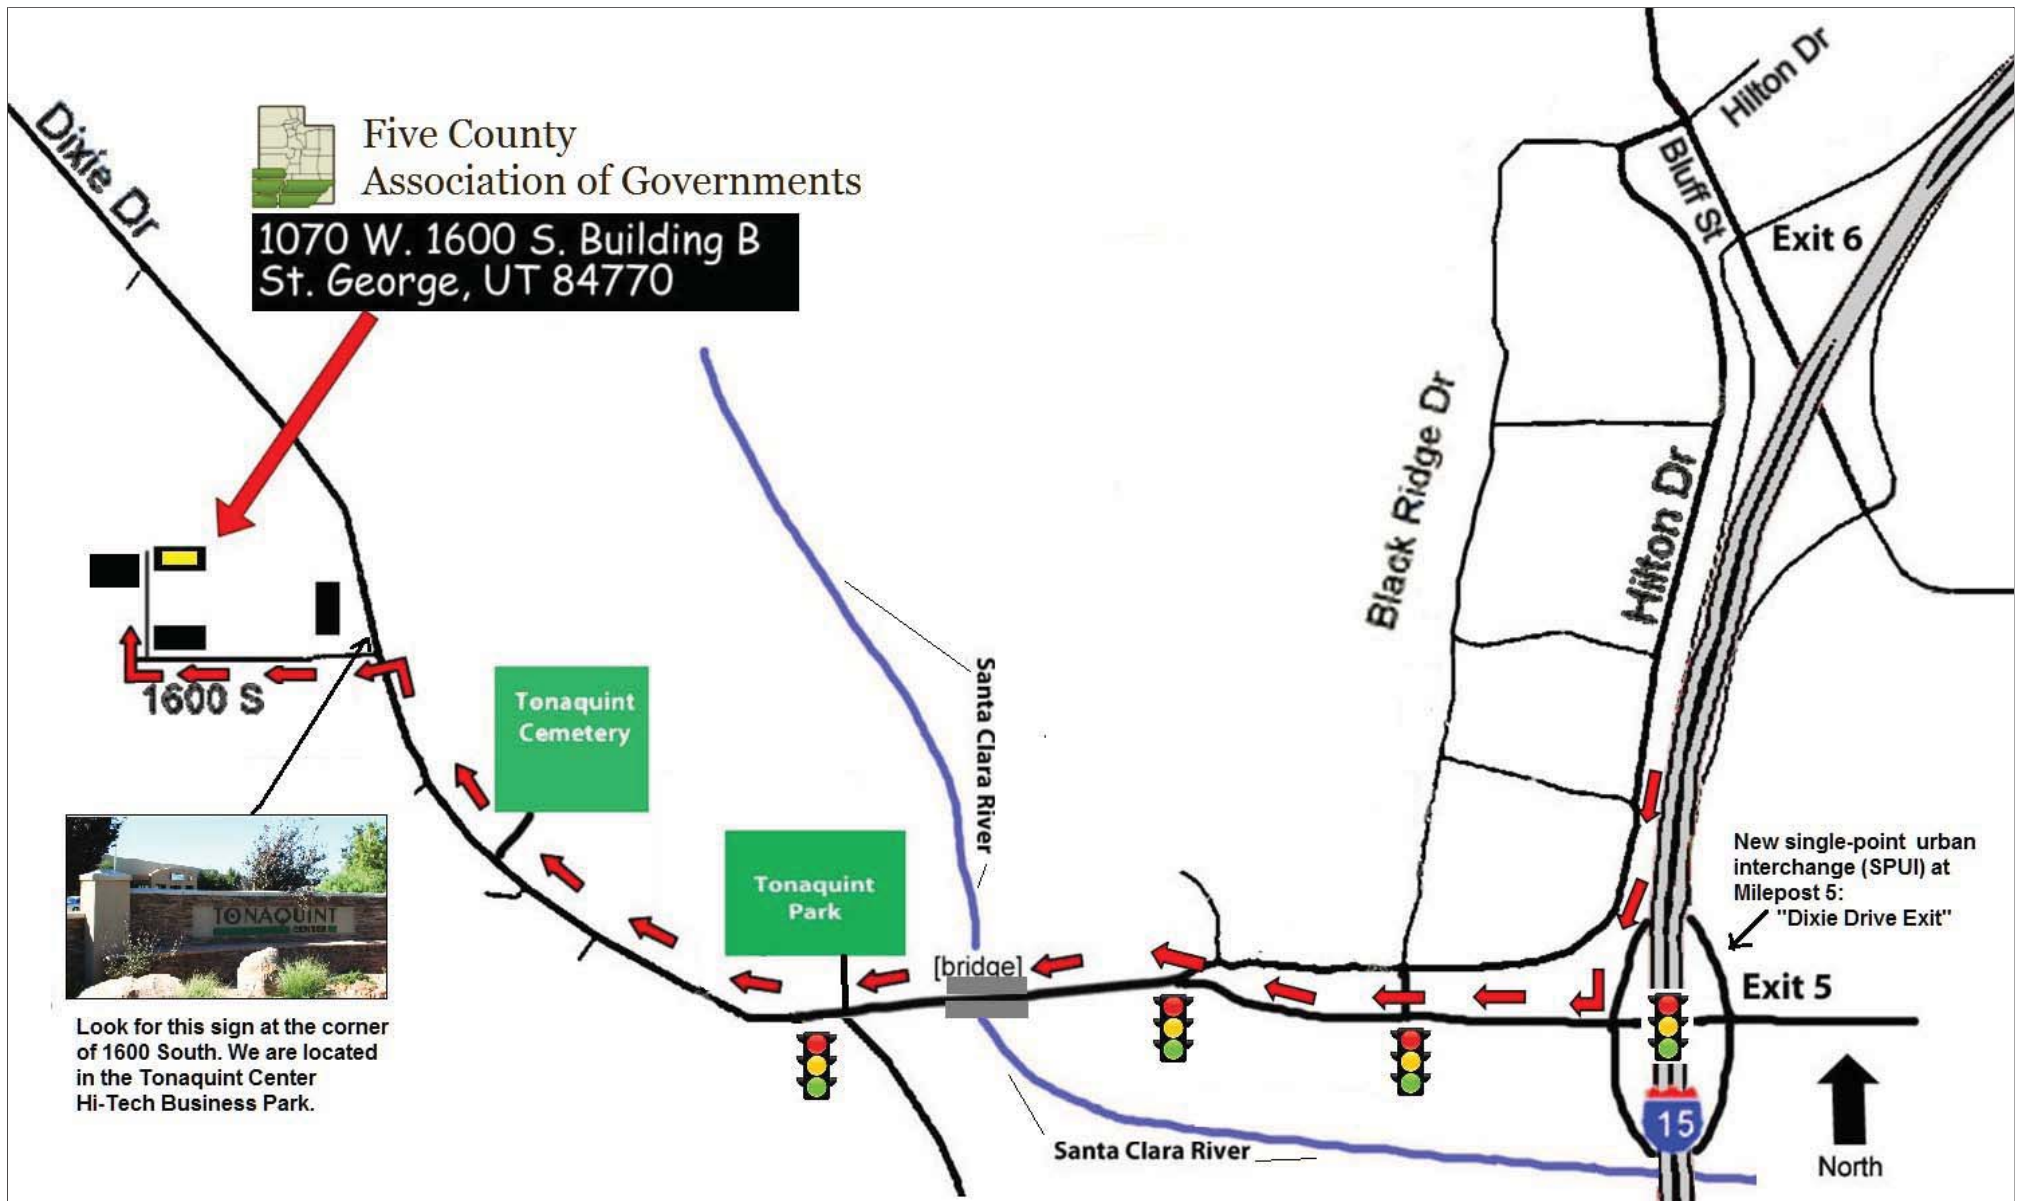 Dixie Dr
Five County
Association of Governments
1070 W. 1600 S. Building B
St. George, UT 84770
Hilton Dr
Bluff St
Exit 6
Black Ridge Dr
Hilton Dr
Santa Clara River
1600 S
Tonaquint
Cemetery
Tonaquint
Park
[bridge]
New single-point urban
interchange (SPUI) at
Milepost 5:
"Dixie Drive Exit"
Exit 5
TONAQUINT
CENTER
Look for this sign at the corner
of 1600 South. We are located
in the Tonaquint Center
Hi-Tech Business Park.
Santa Clara River
15
North